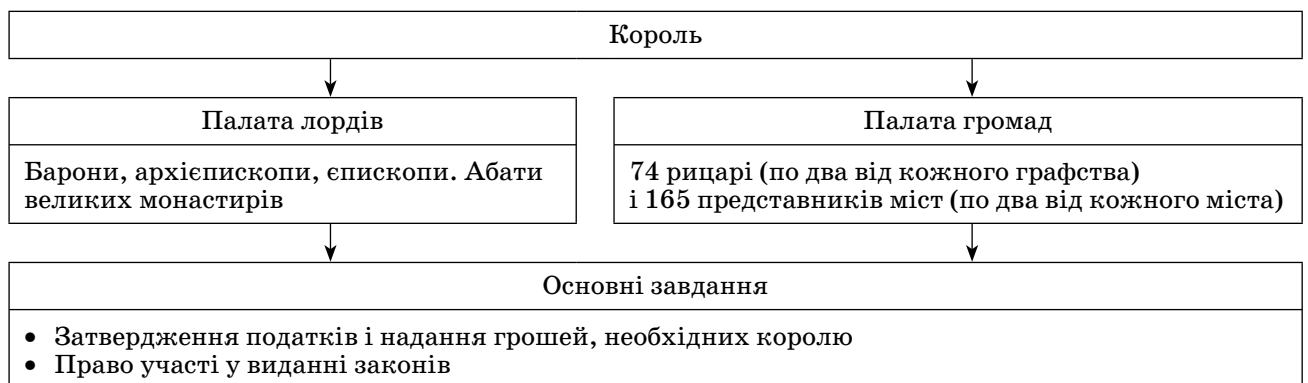 Король
Палата лордів
Барони, архієпископи, єпископи. Абати
великих монастирів
Палата громад
74 рицарі (по два від кожного графства)
і 165 представників міст (по два від кожного міста)
Основні завдання
• Затвердження податків і надання грошей, необхідних королю
• Право участі у виданні законів